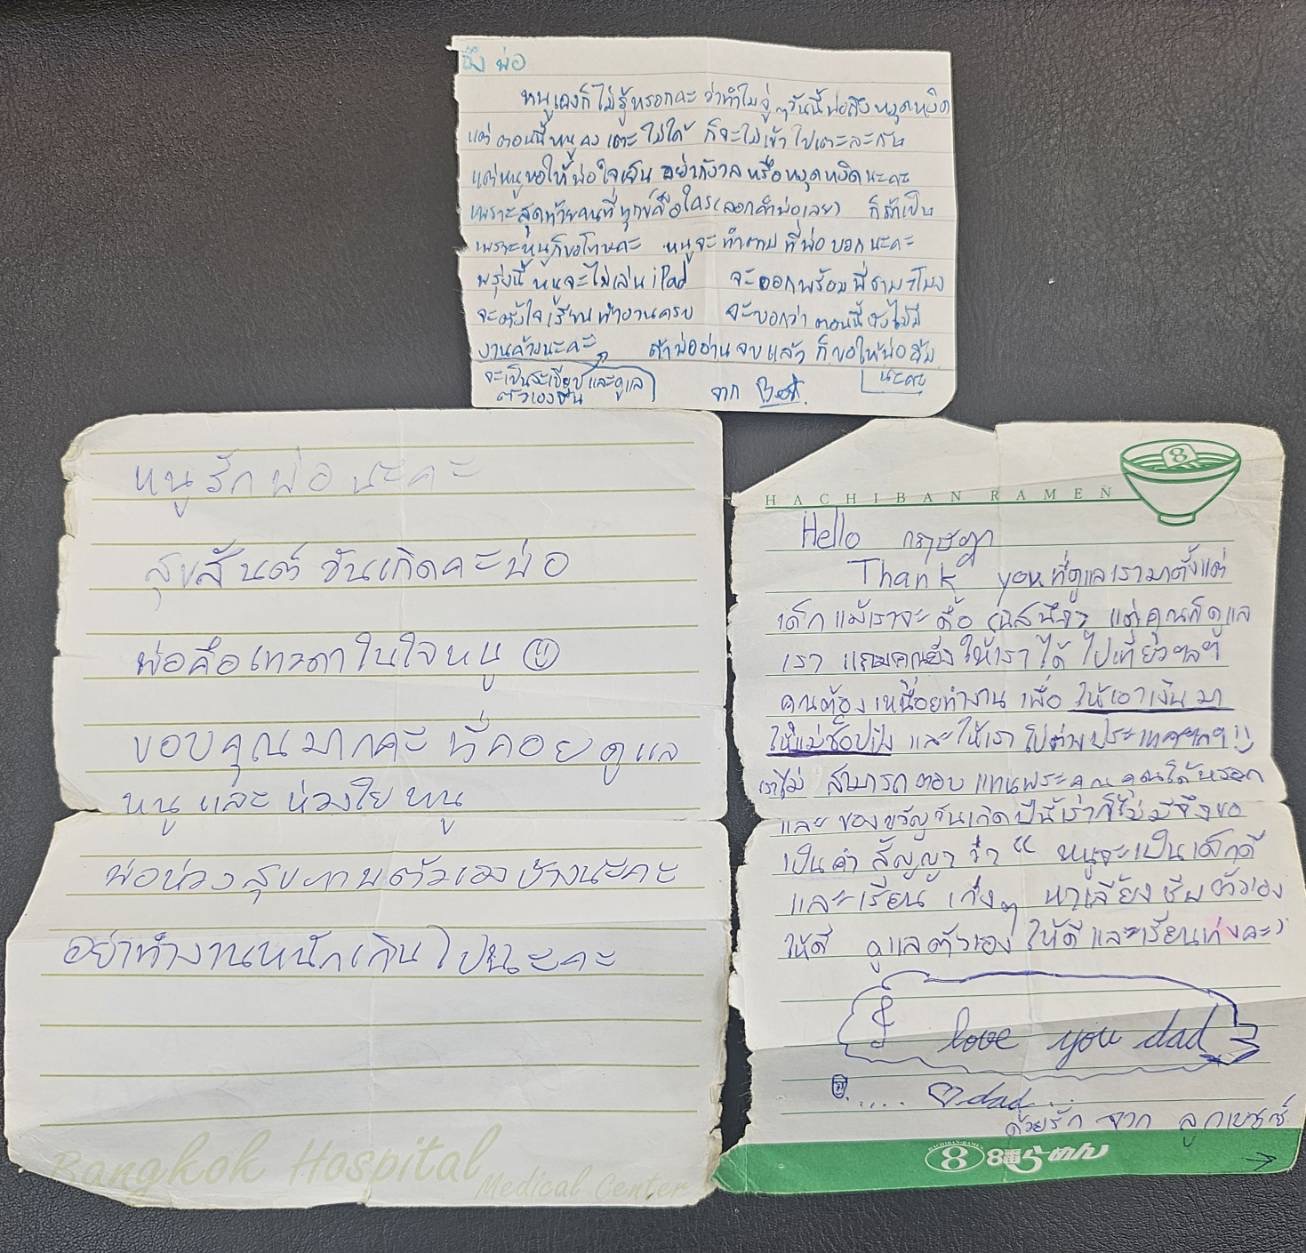 ถึง พ่อ
หนูเองก็ไม่รู้หรอกคะ ว่าทำไมจู่ๆวันนี้พ่อถึงหงุดหงิด
แต่ ตอนนี้หนูคงเตะไม่ได้ ก็จะไม่เข้าไปเตะละกัน
แต่หนูขอให้พ่อใจเย็น อย่ากังวล หรือหงุดหงิดนะคะ
เพราะสุดท้ายคนที่ทุกข์คือใคร(ลอกคำพ่อเลย) ก็
เพราะหนูก็ขอโทษคะ หนูจะทำตามที่พ่อบอกนะคะ
พรุ่งนี้หนูจะไม่เล่น iPad จะออกพร้อมพี่สามโมง
จะตั้งใจเรียนทำงานครบ จะบอกว่าตอนนี้ยังไม่มี
งานค้างนะคะ ถ้าพ่ออ่านจบแล้ว ก็ขอให้พ่อยิ้ม
นะคะ
จะเป็นระเบียบและดูแล
ตัวเองขึ้น
จาก Best.
หนูรักพ่อนะคะ
สุขสันต์วันเกิดคะพ่อ
พ่อคือเทวดาในใจหนู
ขอบคุณมากคะที่คอยดูแล
หนูและห่วงใยหนู
พ่อห่วงสุขภาพตัวเองบ้างนะคะ
อย่าทำงานหนักเกินไปนะคะ
Bangkok Hospital
Medical Center
8
HACHIBAN RAMEN
Hello กฤษฎา
Thank you ที่ดูแลเรามาตั้งแต่
เด็กแม้เราจะดื้อ แต่คุณก็ดูแล
เรา แถมคุณยังให้เราได้ไปเที่ยวฯลฯ
คุณต้องเหนื่อยทำงาน เพื่อ ให้เอาเงินมา
ให้แม่ช็อปปิ้ง และให้เราไปต่างประเทศฯลฯ
เราไม่สามารถตอบแทนพระคุณคุณได้หรอก
และของขวัญวันเกิดปีนี้เราก็ไม่มีจึงขอ
เป็นคำสัญญาว่า “ หนูจะเป็นเด็กดี
และเรียนเก่งๆ หาเลี้ยงชีพตัวเอง
ให้ดี ดูแลตัวเองให้ดีและเรียนเก่งคะ”
I love you dad
..... ♡ dad...
ด้วยรัก จาก ลูก
8 8番らーめん